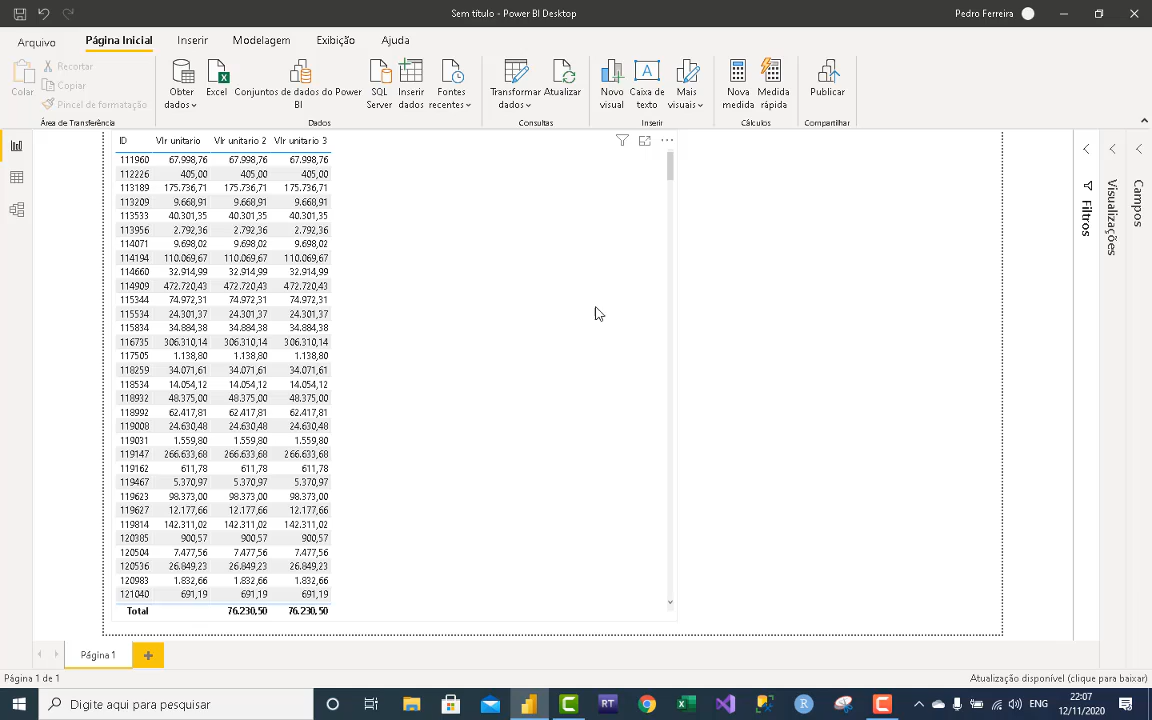 Sem título - Power BI Desktop
Pedro Ferreira
Arquivo
Página Inicial
Inserir
Modelagem
Exibição
Ajuda
Colar
Recortar
Copiar
Pincel de formatação
Área de Transferência
Obter dados
Excel
Conjuntos de dados do Power BI
SQL Server
Inserir dados
Fontes recentes
Dados
Transformar dados
Atualizar
Consultas
Novo visual
Caixa de texto
Mais visuais
Inserir
Nova medida
Medida rápida
Cálculos
Publicar
Compartilhar
ID Vlr unitario Vlr unitario 2 Vlr unitario 3
111960 67.998,76 67.998,76 67.998,76
112226 405,00 405,00 405,00
113189 175.736,71 175.736,71 175.736,71
113209 9.668,91 9.668,91 9.668,91
113533 40.301,35 40.301,35 40.301,35
113956 2.792,36 2.792,36 2.792,36
114071 9.698,02 9.698,02 9.698,02
114194 110.069,67 110.069,67 110.069,67
114660 32.914,99 32.914,99 32.914,99
114909 472.720,43 472.720,43 472.720,43
115344 74.972,31 74.972,31 74.972,31
115534 24.301,37 24.301,37 24.301,37
115834 34.884,38 34.884,38 34.884,38
116735 306.310,14 306.310,14 306.310,14
117505 1.138,80 1.138,80 1.138,80
118259 34.071,61 34.071,61 34.071,61
118534 14.054,12 14.054,12 14.054,12
118932 48.375,00 48.375,00 48.375,00
118992 62.417,81 62.417,81 62.417,81
119008 24.630,48 24.630,48 24.630,48
119031 1.559,80 1.559,80 1.559,80
119147 266.633,68 266.633,68 266.633,68
119162 611,78 611,78 611,78
119467 5.370,97 5.370,97 5.370,97
119623 98.373,00 98.373,00 98.373,00
119627 12.177,66 12.177,66 12.177,66
119814 142.311,02 142.311,02 142.311,02
120385 900,57 900,57 900,57
120504 7.477,56 7.477,56 7.477,56
120536 26.849,23 26.849,23 26.849,23
120983 1.832,66 1.832,66 1.832,66
121040 691,19 691,19 691,19
Total 76.230,50 76.230,50
Filtros
Visualizações
Campos
Página 1
Página 1 de 1
Atualização disponível (clique para baixar)
Digite aqui para pesquisar
RT
R
ENG
22:07
12/11/2020